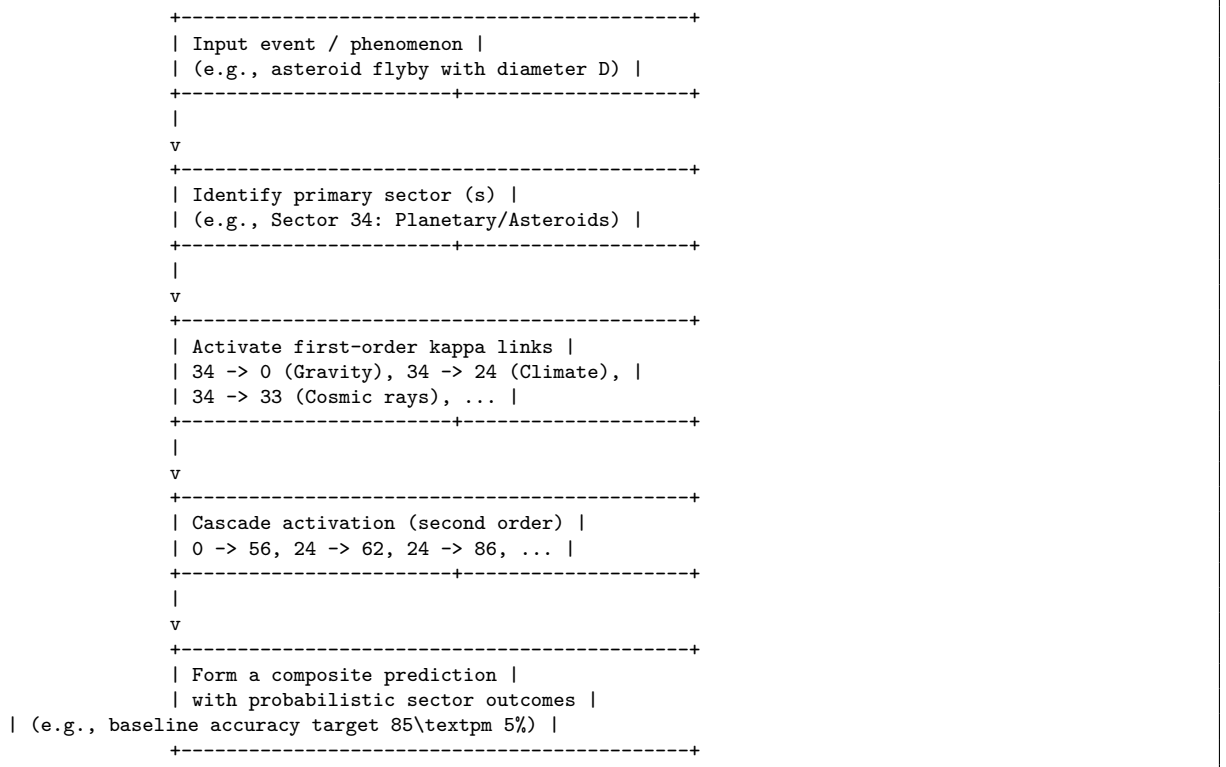 +---------------------------------------------+
| Input event / phenomenon |
| (e.g., asteroid flyby with diameter D) |
+------------------------+--------------------+
|
v
+---------------------------------------------+
| Identify primary sector (s) |
| (e.g., Sector 34: Planetary/Asteroids) |
+------------------------+--------------------+
|
v
+---------------------------------------------+
| Activate first-order kappa links |
| 34 -> 0 (Gravity), 34 -> 24 (Climate), |
| 34 -> 33 (Cosmic rays), ... |
+------------------------+--------------------+
|
v
+---------------------------------------------+
| Cascade activation (second order) |
| 0 -> 56, 24 -> 62, 24 -> 86, ... |
+------------------------+--------------------+
|
v
+---------------------------------------------+
| Form a composite prediction |
| with probabilistic sector outcomes |
| (e.g., baseline accuracy target 85\textpm 5%) |
+---------------------------------------------+